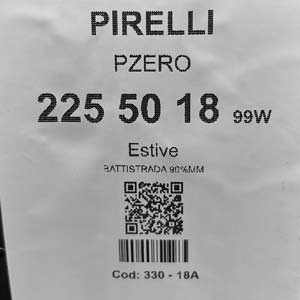 PIRELLI
PZERO
225 50 18 99W
Estive
BATTISTRADA 90%MM
Cod: 330 - 18A